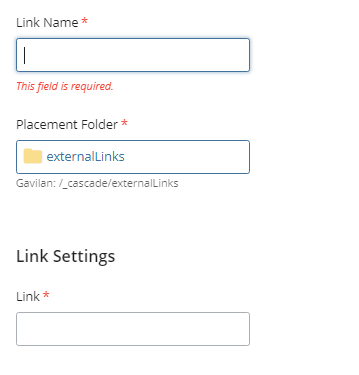 Link Name *
This field is required.
Placement Folder *
externalLinks
Gavilan: /_cascade/externalLinks
Link Settings
Link *